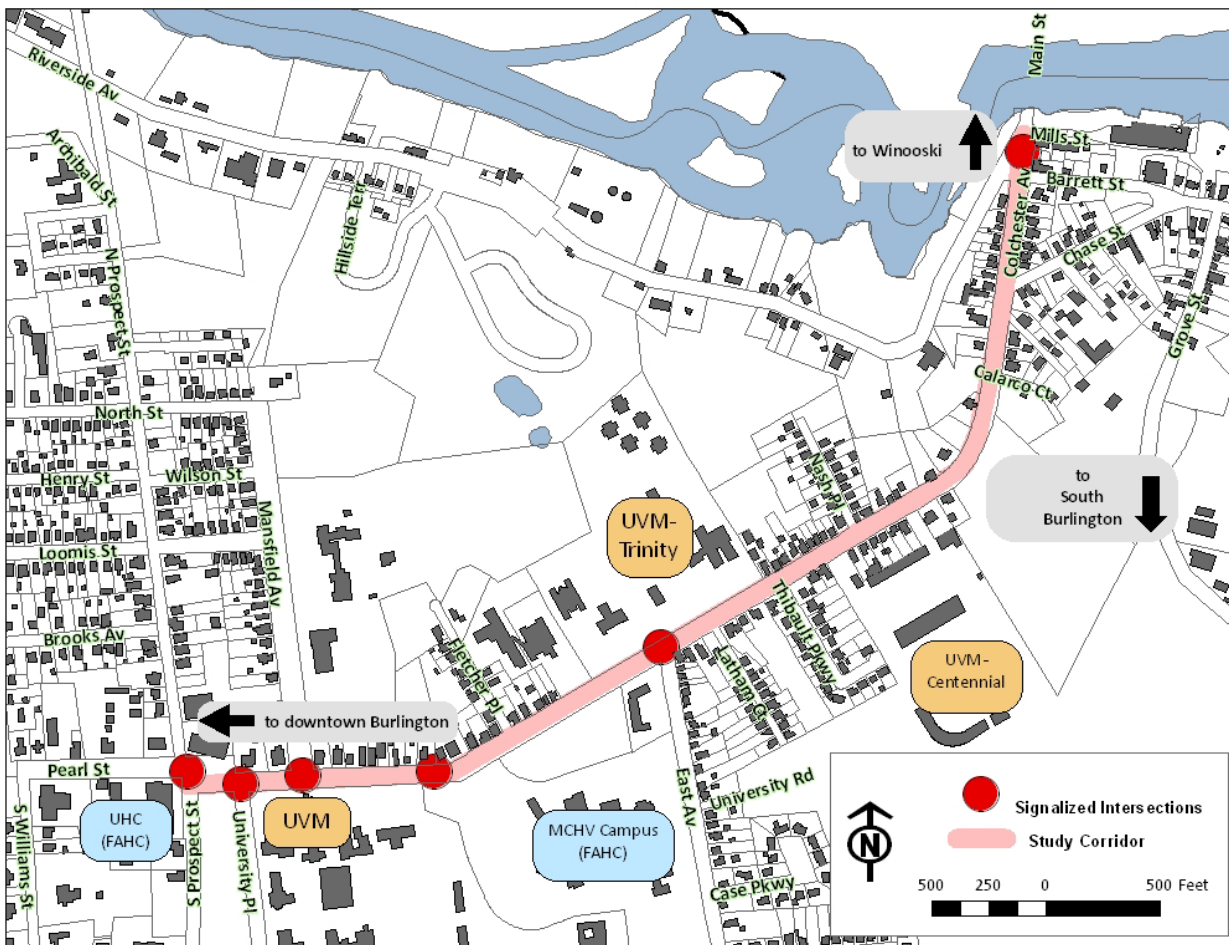 Main St
Riverside Av
to Winooski
Mills St
Barrett St
Archibald St
Colchester Av
Chase St
Hillside Terr
N Prospect St
Grove St
Calarco Ct
North St
Nash Pl
to
South
Burlington
Henry St
Wilson St
UVM-
Trinity
Mansfield Av
Loomis St
Thibault Pkwy
Brooks Av
Fletcher Pl
Latham Ct
UVM-
Centennial
to downtown Burlington
Pearl St
East Av
University Rd
S Williams St
UHC
(FAHC)
S Prospect St
University Pl
UVM
MCHV Campus
(FAHC)
Case Pkwy
N
Signalized Intersections
Study Corridor
500 250 0 500 Feet